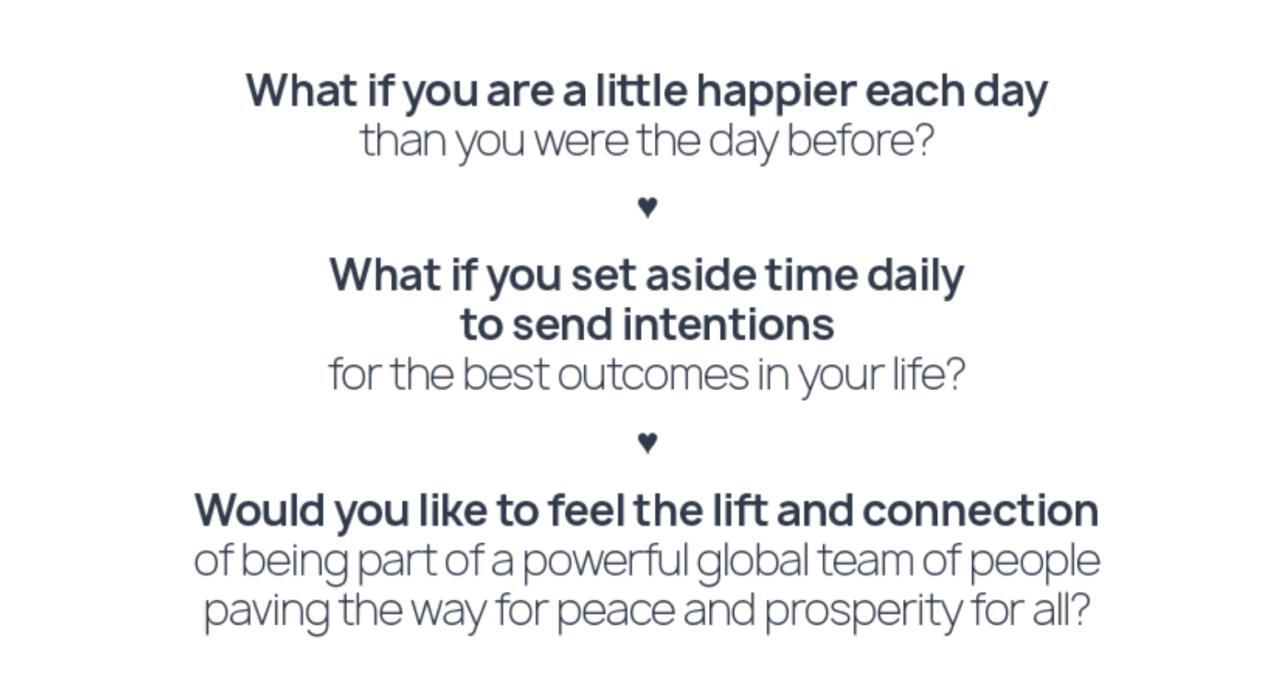 What if you are a little happier each day
than you were the day before?
♥
What if you set aside time daily
to send intentions
for the best outcomes in your life?
♥
Would you like to feel the lift and connection
of being part of a powerful global team of people
paving the way for peace and prosperity for all?